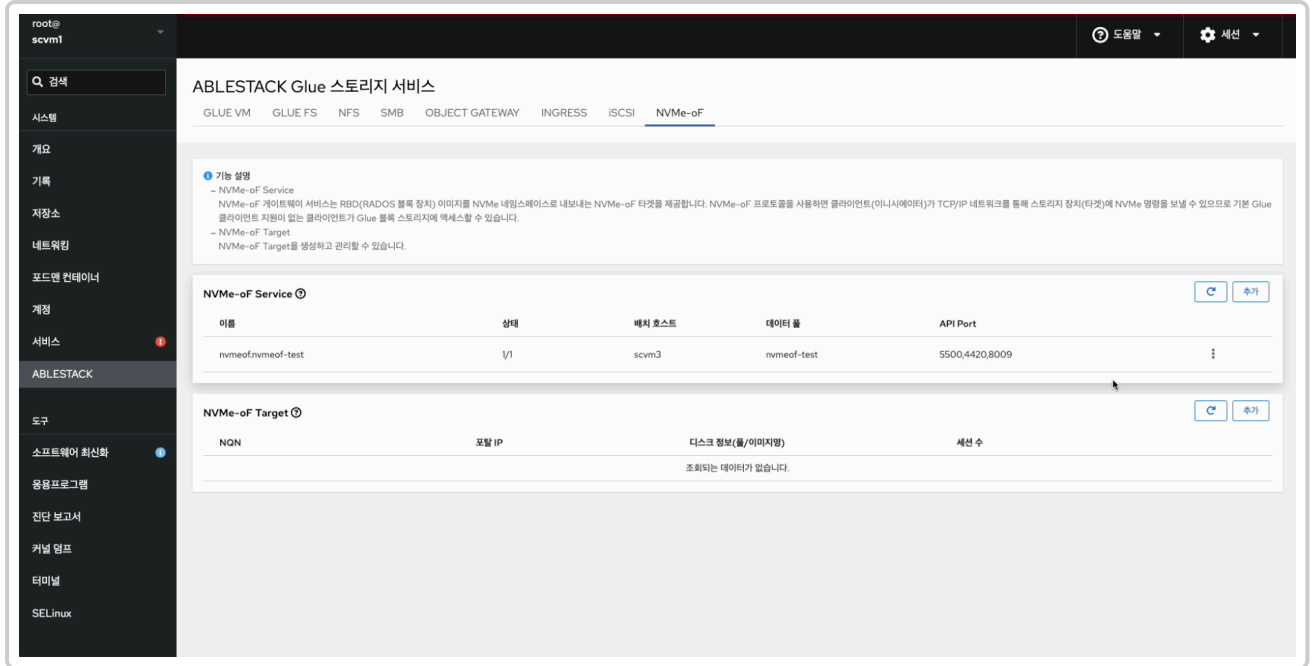 root@
scvm1
도움말
세션
검색
시스템
개요
기록
저장소
네트워킹
포드맨 컨테이너
계정
서비스
ABLESTACK
도구
소프트웨어 최신화
응용프로그램
진단 보고서
커널 덤프
터미널
SELinux
ABLESTACK Glue 스토리지 서비스
GLUE VM GLUE FS NFS SMB OBJECT GATEWAY INGRESS iSCSI NVMe-oF
기능 설명
– NVMe-oF Service
NVMe-oF 게이트웨이 서비스는 RBD(RADOS 블록 장치) 이미지를 NVMe 네임스페이스로 내보내는 NVMe-oF 타겟을 제공합니다. NVMe-oF 프로토콜을 사용하면 클라이언트(이니시에이터)가 TCP/IP 네트워크를 통해 스토리지 장치(타겟)에 NVMe 명령을 보낼 수 있으므로 기본 Glue
클라이언트 지원이 없는 클라이언트가 Glue 블록 스토리지에 액세스할 수 있습니다.
– NVMe-oF Target
NVMe-oF Target을 생성하고 관리할 수 있습니다.
NVMe-oF Service
추가
이름 상태 배치 호스트 데이터 풀 API Port
nvmeof.nvmeof-test 1/1 scvm3 nvmeof-test 5500,4420,8009
NVMe-oF Target
추가
NQN 포탈 IP 디스크 정보(풀/이미지명) 세션 수
조회되는 데이터가 없습니다.